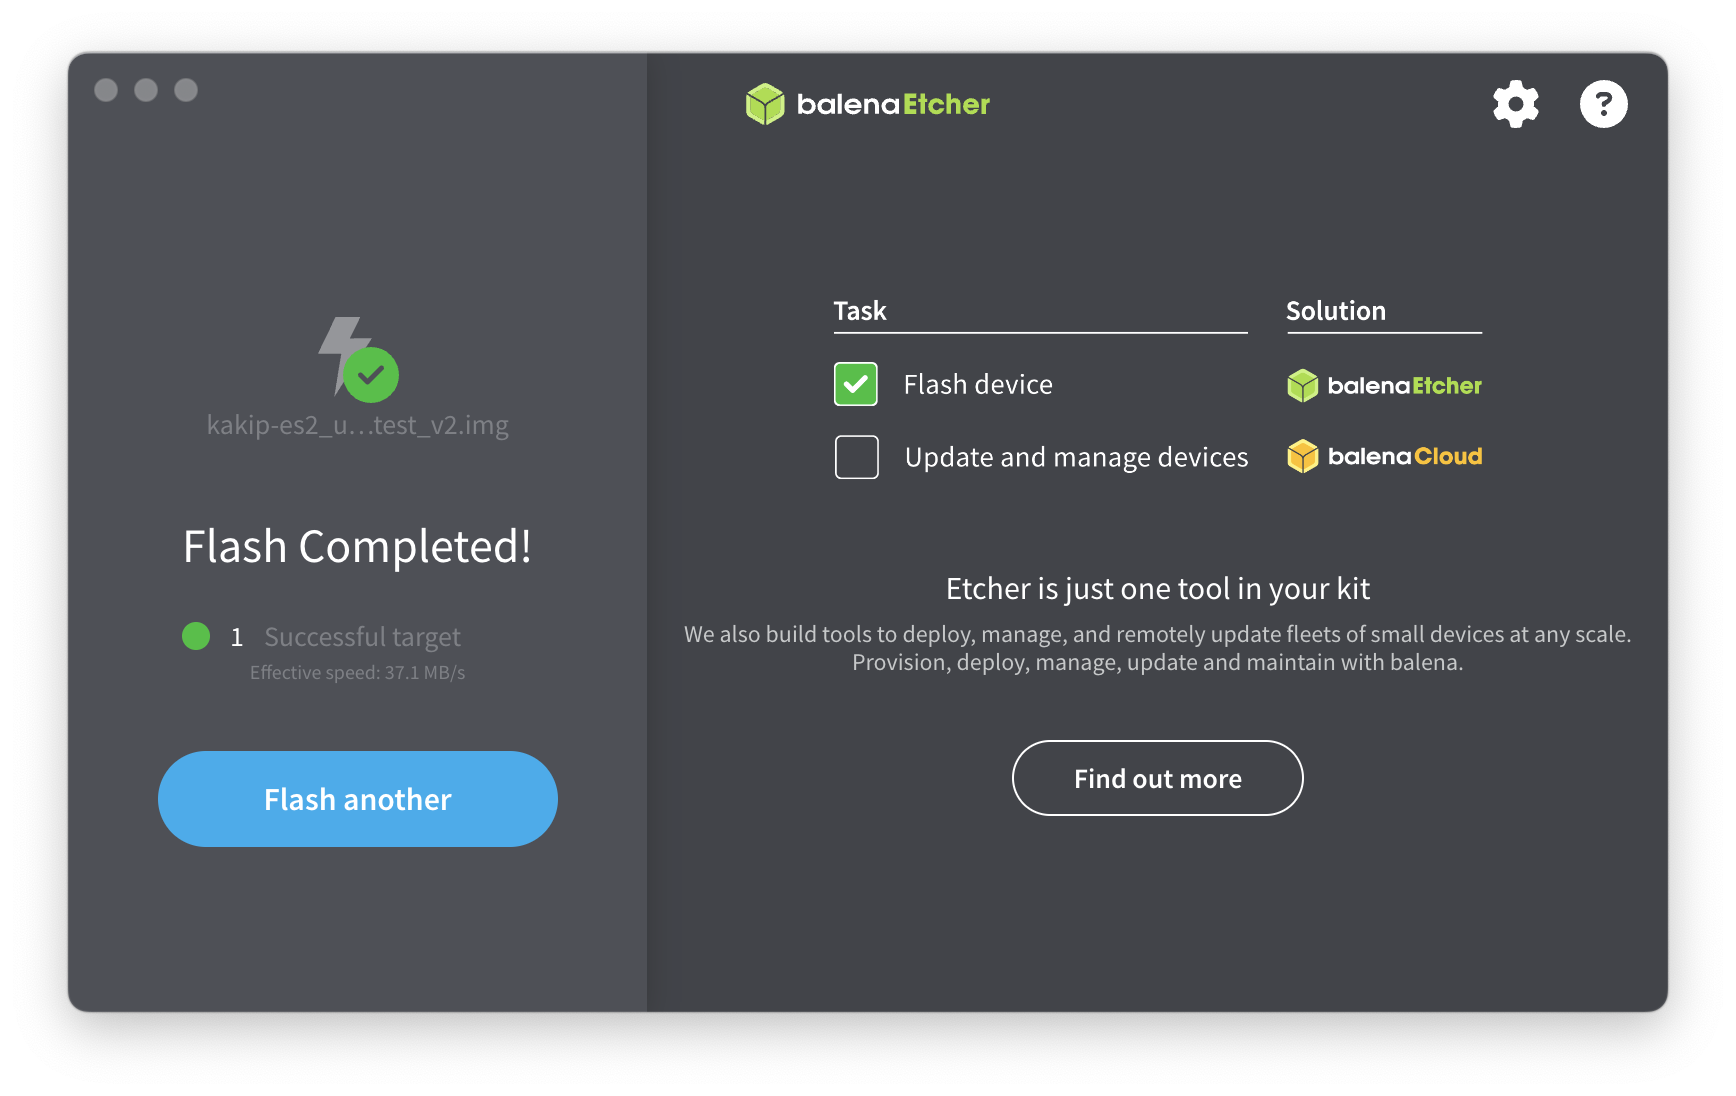 balenaEtcher
?
kakip-es2_u...test_v2.img
Flash Completed!
1 Successful target
Effective speed: 37.1 MB/s
Flash another
Task Solution
Flash device balenaEtcher
Update and manage devices balenaCloud
Etcher is just one tool in your kit
We also build tools to deploy, manage, and remotely update fleets of small devices at any scale.
Provision, deploy, manage, update and maintain with balena.
Find out more